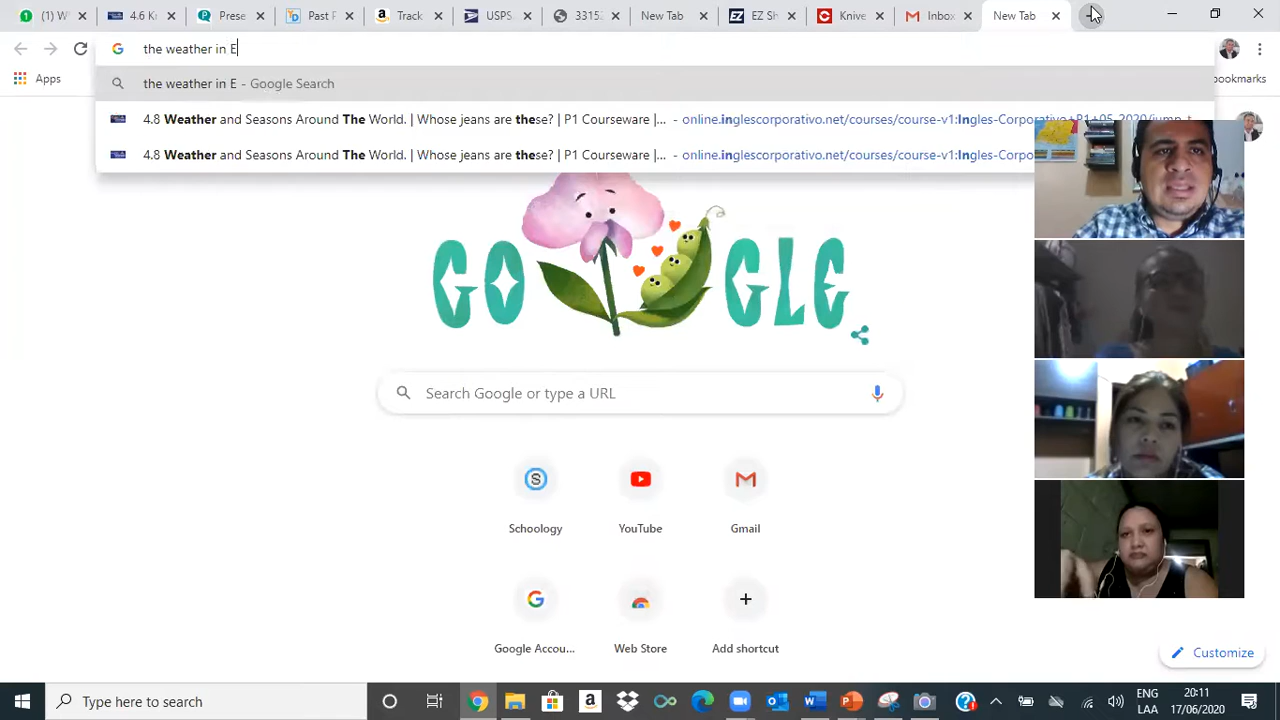 (1) W
4.6 Kn
Prese
Past P
Track
USPS.
33152
New Tab
EZ Sh
Knive
Inbox
New Tab
the weather in E
the weather in E - Google Search
4.8 Weather and Seasons Around The World. | Whose jeans are these? | P1 Courseware |... - online.inglescorporativo.net/courses/course-v1:Ingles-Corporativo+P1+05_2020/jump_t
4.8 Weather and Seasons Around The World. | Whose jeans are these? | P1 Courseware |... - online.inglescorporativo.net/courses/course-v1:Ingles-Corpo
Apps
bookmarks
GOOGLE
Search Google or type a URL
Schoology
YouTube
Gmail
Google Accou...
Web Store
Add shortcut
Customize
Type here to search
ENG
LAA
20:11
17/06/2020